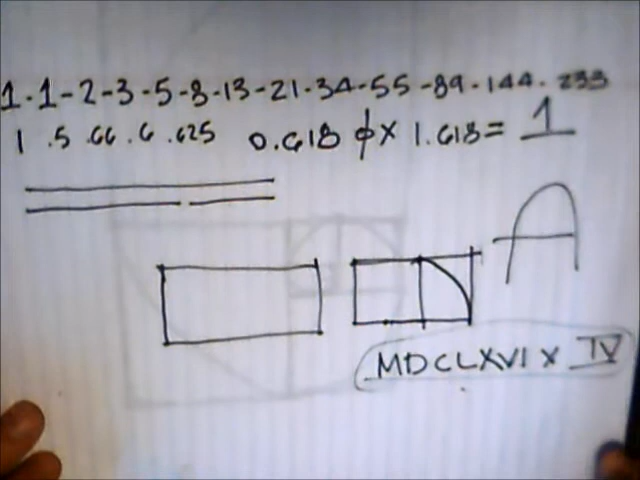 1 - 1 - 2 - 3 - 5 - 8 - 13 - 21 - 34 - 55 - 89 - 144 - 233
1 .5 .66 .6 .625 0.618 ϕ x 1.618 = 1
A
MDCLXVI x IV